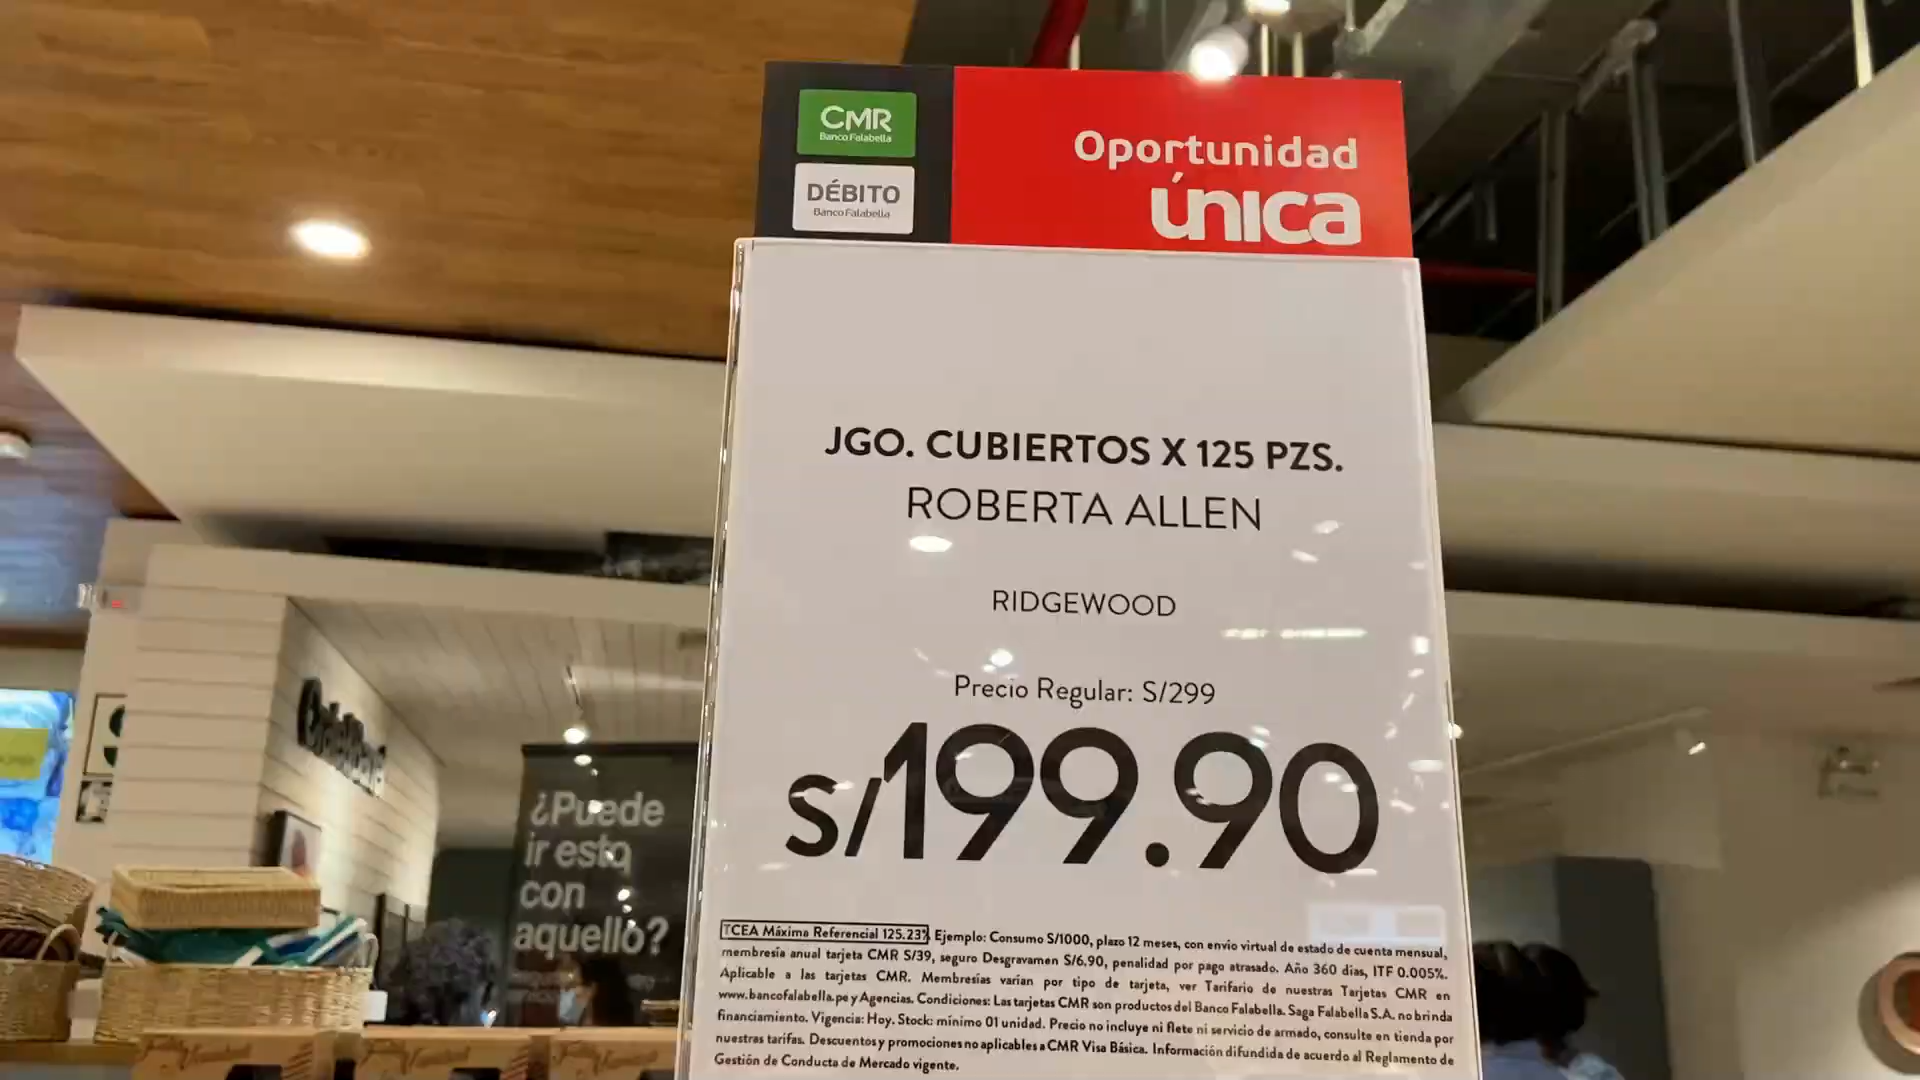 CMR
Banco Falabella
DÉBITO
Banco Falabella
Oportunidad
única
JGO. CUBIERTOS X 125 PZS.
ROBERTA ALLEN
RIDGEWOOD
Precio Regular: S/299
S/199.90
TCEA Máxima Referencial 125.23% Ejemplo: Consumo S/1000, plazo 12 meses, con envío virtual de estado de cuenta mensual,
membresía anual tarjeta CMR S/39, seguro Desgravamen S/6.90, penalidad por pago atrasado. Año 360 días, ITF 0.005%.
Aplicable a las tarjetas CMR. Membresías varían por tipo de tarjeta, ver Tarifario de nuestras Tarjetas CMR en
www.bancofalabella.pe y Agencias. Condiciones: Las tarjetas CMR son productos del Banco Falabella. Saga Falabella S.A. no brinda
financiamiento. Vigencia: Hoy. Stock: mínimo 01 unidad. Precio no incluye ni flete ni servicio de armado, consulte en tienda por
nuestras tarifas. Descuentos y promociones no aplicables a CMR Visa Básica. Información difundida de acuerdo al Reglamento de
Gestión de Conducta de Mercado vigente.
¿Puede
ir esto
con
aquello?
Crate&Barrel